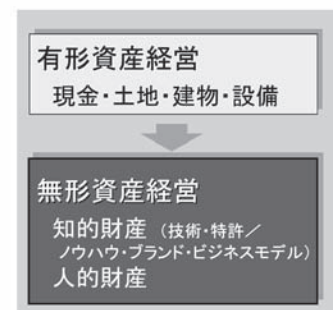 有形資産経営
現金・土地・建物・設備
無形資産経営
知的財産（技術・特許／
ノウハウ・ブランド・ビジネスモデル）
人的財産